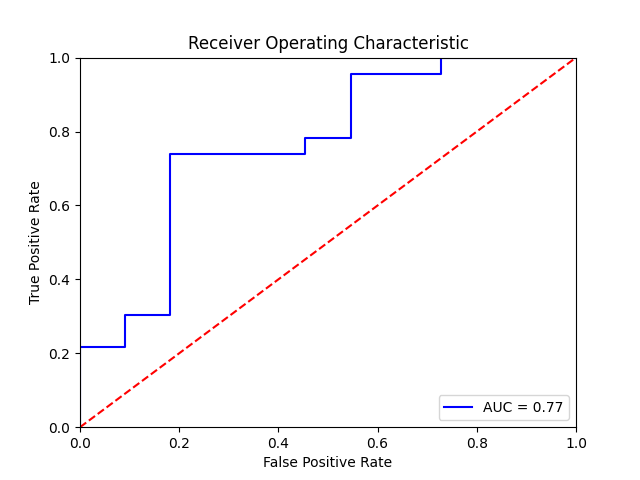 Receiver Operating Characteristic
1.0
0.8
0.6
0.4
0.2
0.0
True Positive Rate
AUC = 0.77
0.0 0.2 0.4 0.6 0.8 1.0
False Positive Rate